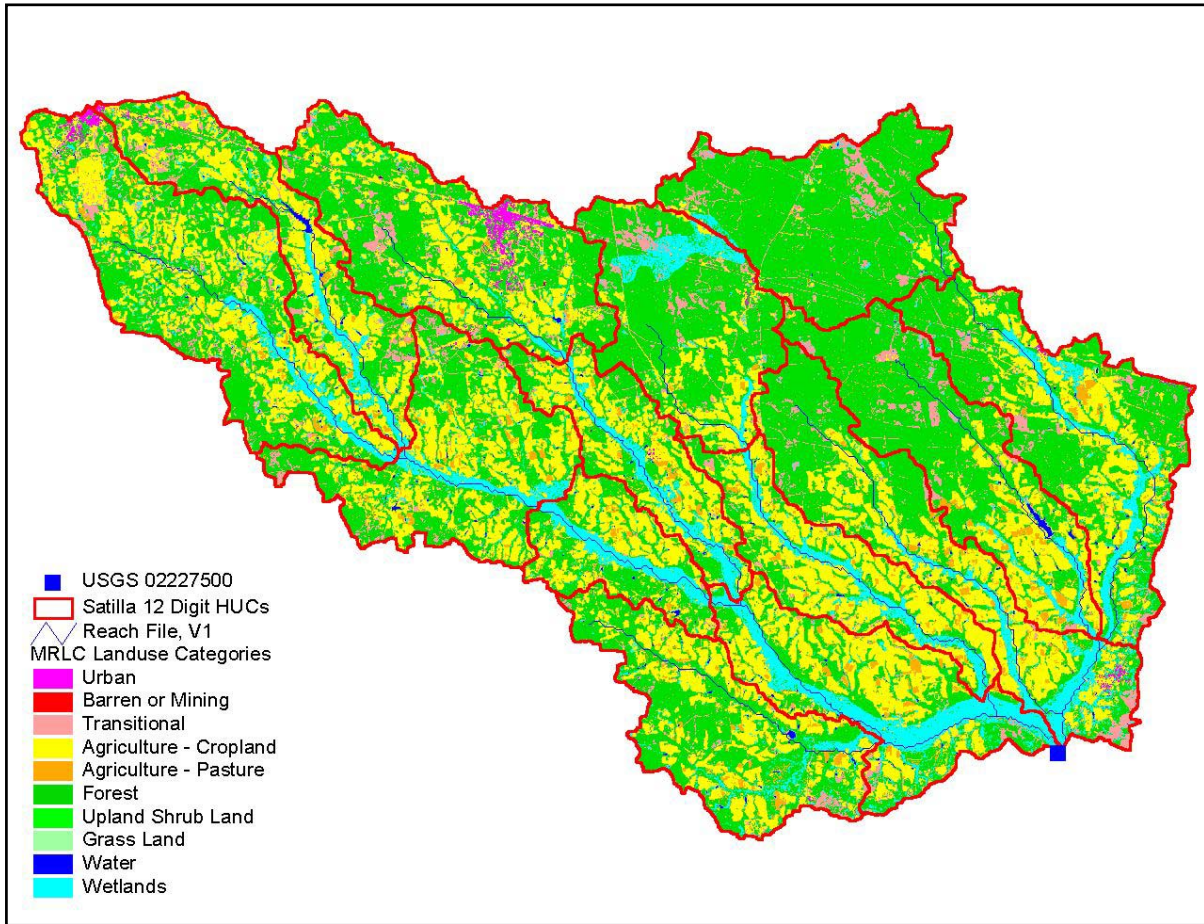 USGS 02227500
Satilla 12 Digit HUCs
Reach File, V1
MRLC Landuse Categories
Urban
Barren or Mining
Transitional
Agriculture - Cropland
Agriculture - Pasture
Forest
Upland Shrub Land
Grass Land
Water
Wetlands